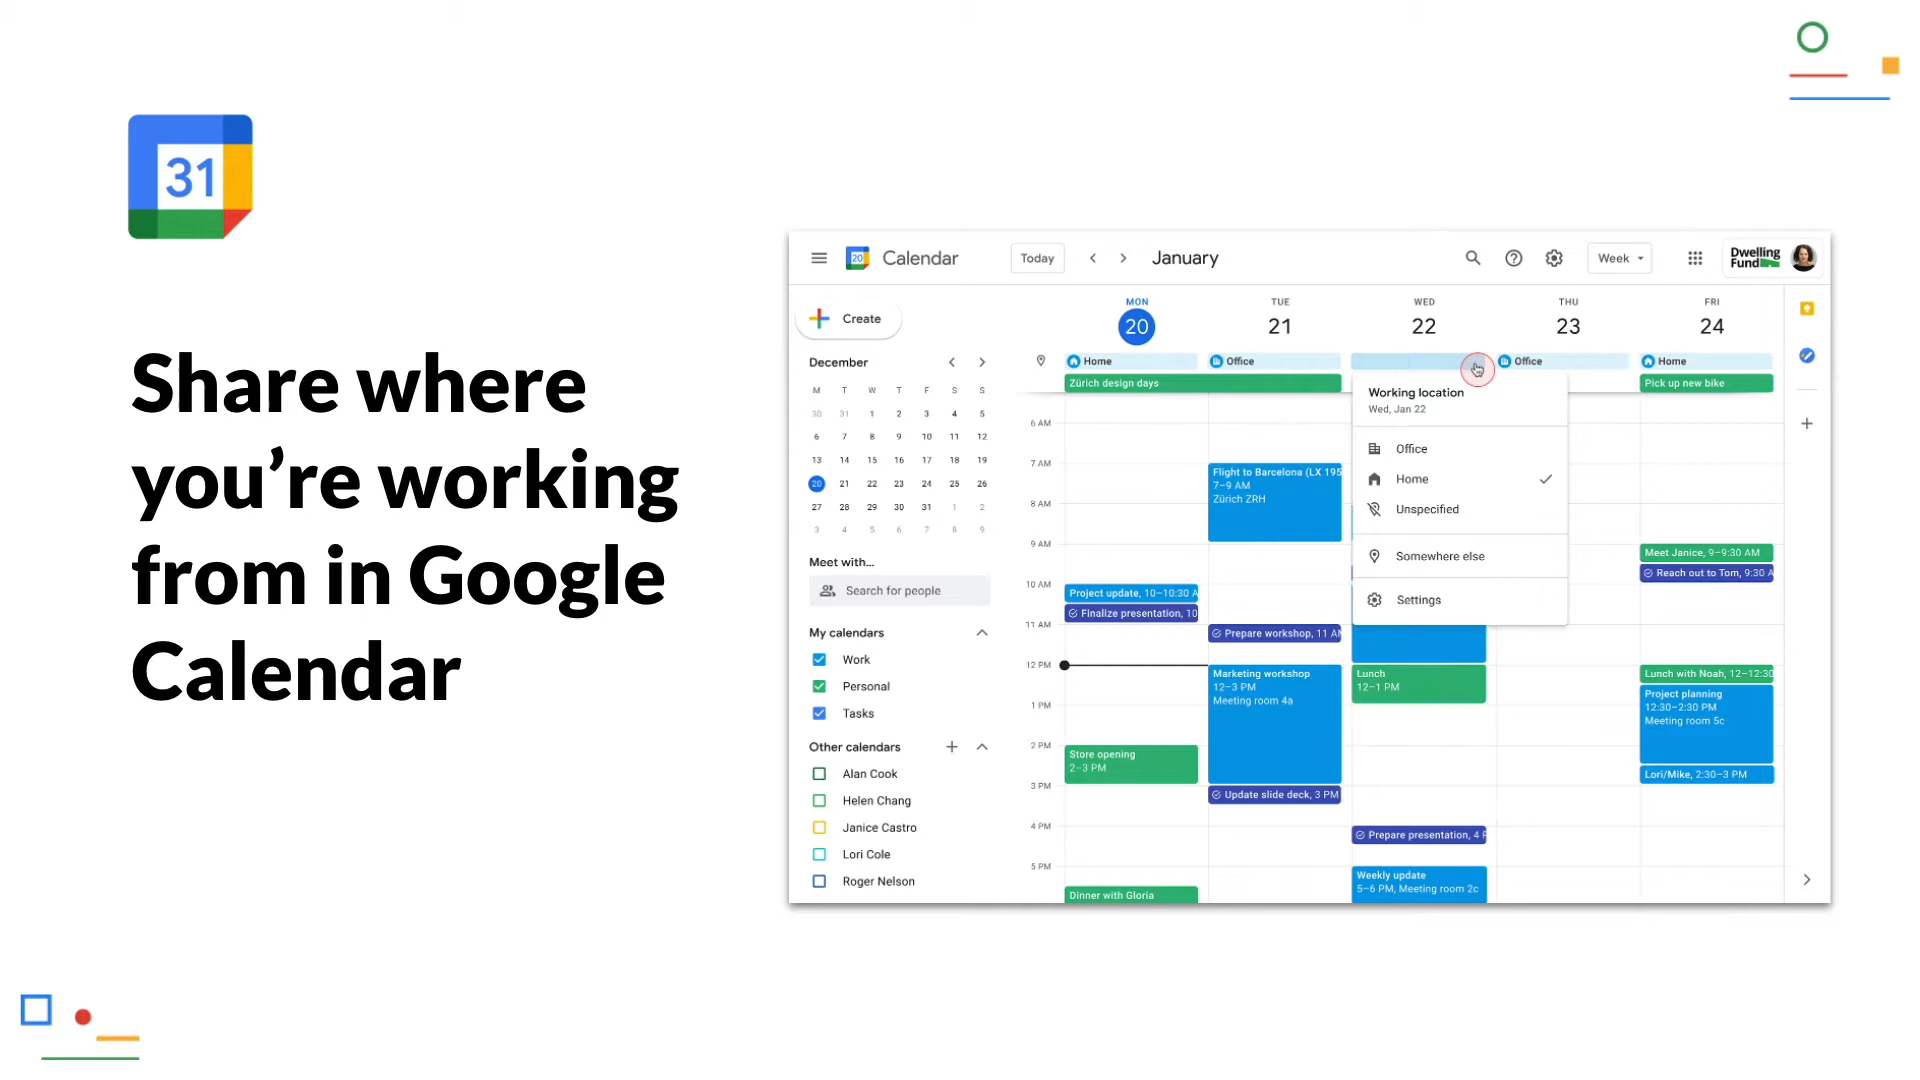 31
Share where
you’re working
from in Google
Calendar
20
Calendar
Today
January
Week
Dwelling
Fund
Create
December
M T W T F S S
30 31 1 2 3 4 5
6 7 8 9 10 11 12
13 14 15 16 17 18 19
20 21 22 23 24 25 26
27 28 29 30 31 1 2
3 4 5 6 7 8 9
Meet with...
Search for people
My calendars
Work
Personal
Tasks
Other calendars
Alan Cook
Helen Chang
Janice Castro
Lori Cole
Roger Nelson
MON TUE WED THU FRI
20 21 22 23 24
Home Office Office Home
Zürich design days
Pick up new bike
6 AM
7 AM
8 AM
9 AM
10 AM
11 AM
12 PM
1 PM
2 PM
3 PM
4 PM
5 PM
Project update, 10–10:30 A
Finalize presentation, 10
Store opening
2–3 PM
Dinner with Gloria
Flight to Barcelona (LX 195
7–9 AM
Zürich ZRH
Prepare workshop, 11 AM
Marketing workshop
12–3 PM
Meeting room 4a
Update slide deck, 3 PM
Working location
Wed, Jan 22
Office
Home
Unspecified
Somewhere else
Settings
Lunch
12–1 PM
Prepare presentation, 4 P
Weekly update
5–6 PM, Meeting room 2c
Meet Janice, 9–9:30 AM
Reach out to Tom, 9:30 A
Lunch with Noah, 12–12:30
Project planning
12:30–2:30 PM
Meeting room 5c
Lori/Mike, 2:30–3 PM